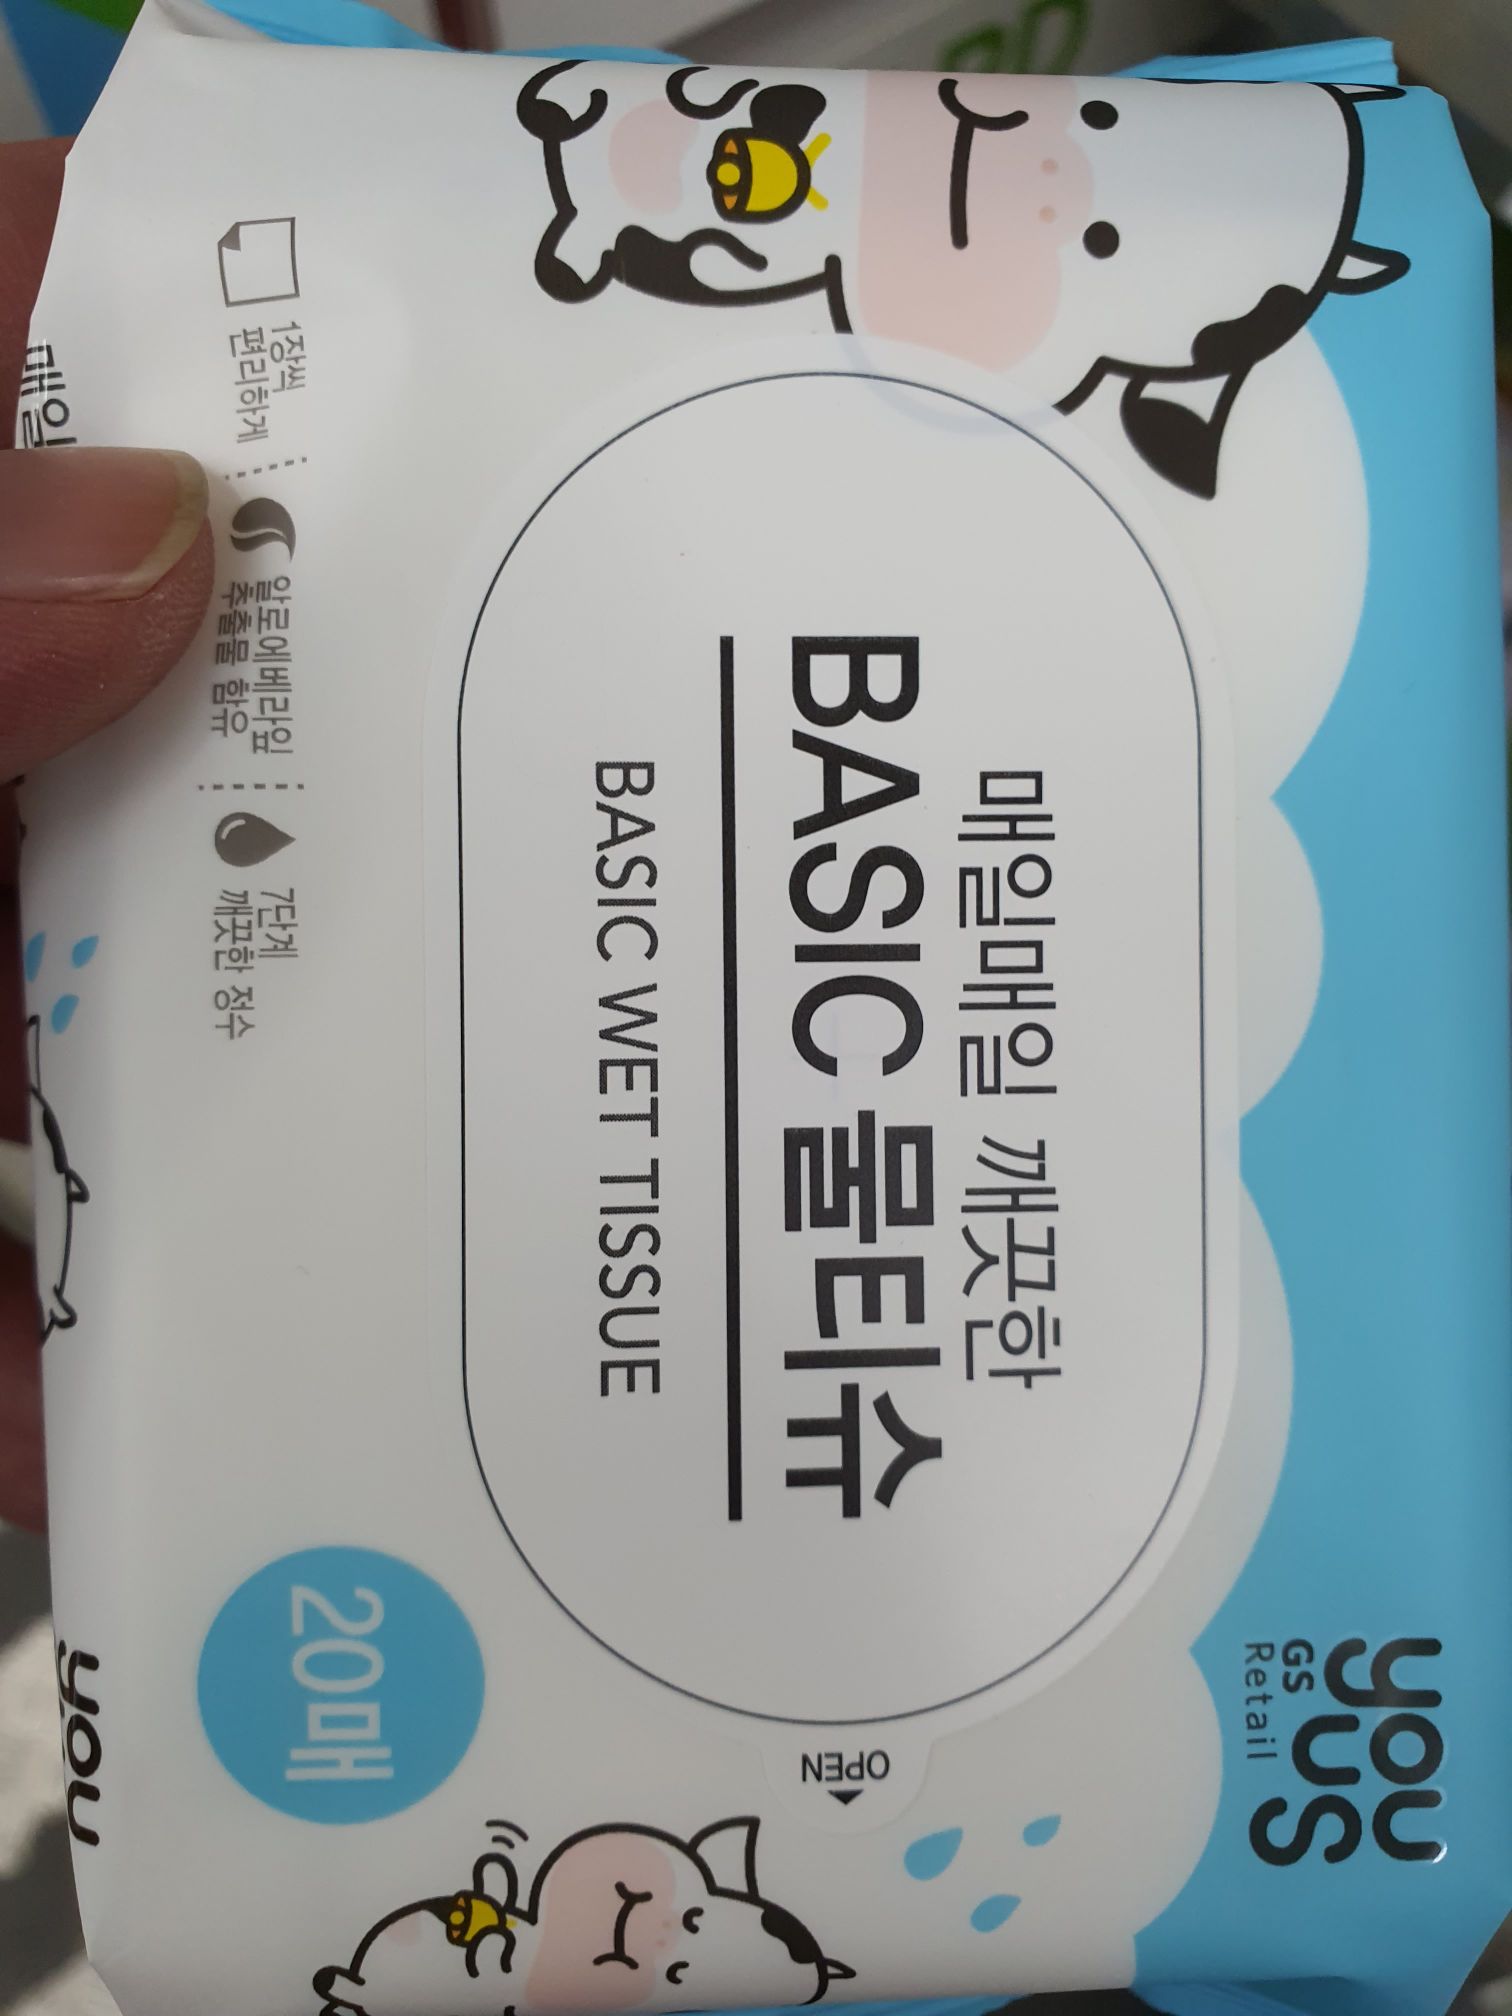 you
us
GS
Retail
매일매일 깨끗한
BASIC 물티슈
BASIC WET TISSUE
OPEN
20매
1장씩
편리하게
알로에베라잎
추출물 함유
7단계
깨끗한 정수
매일
you